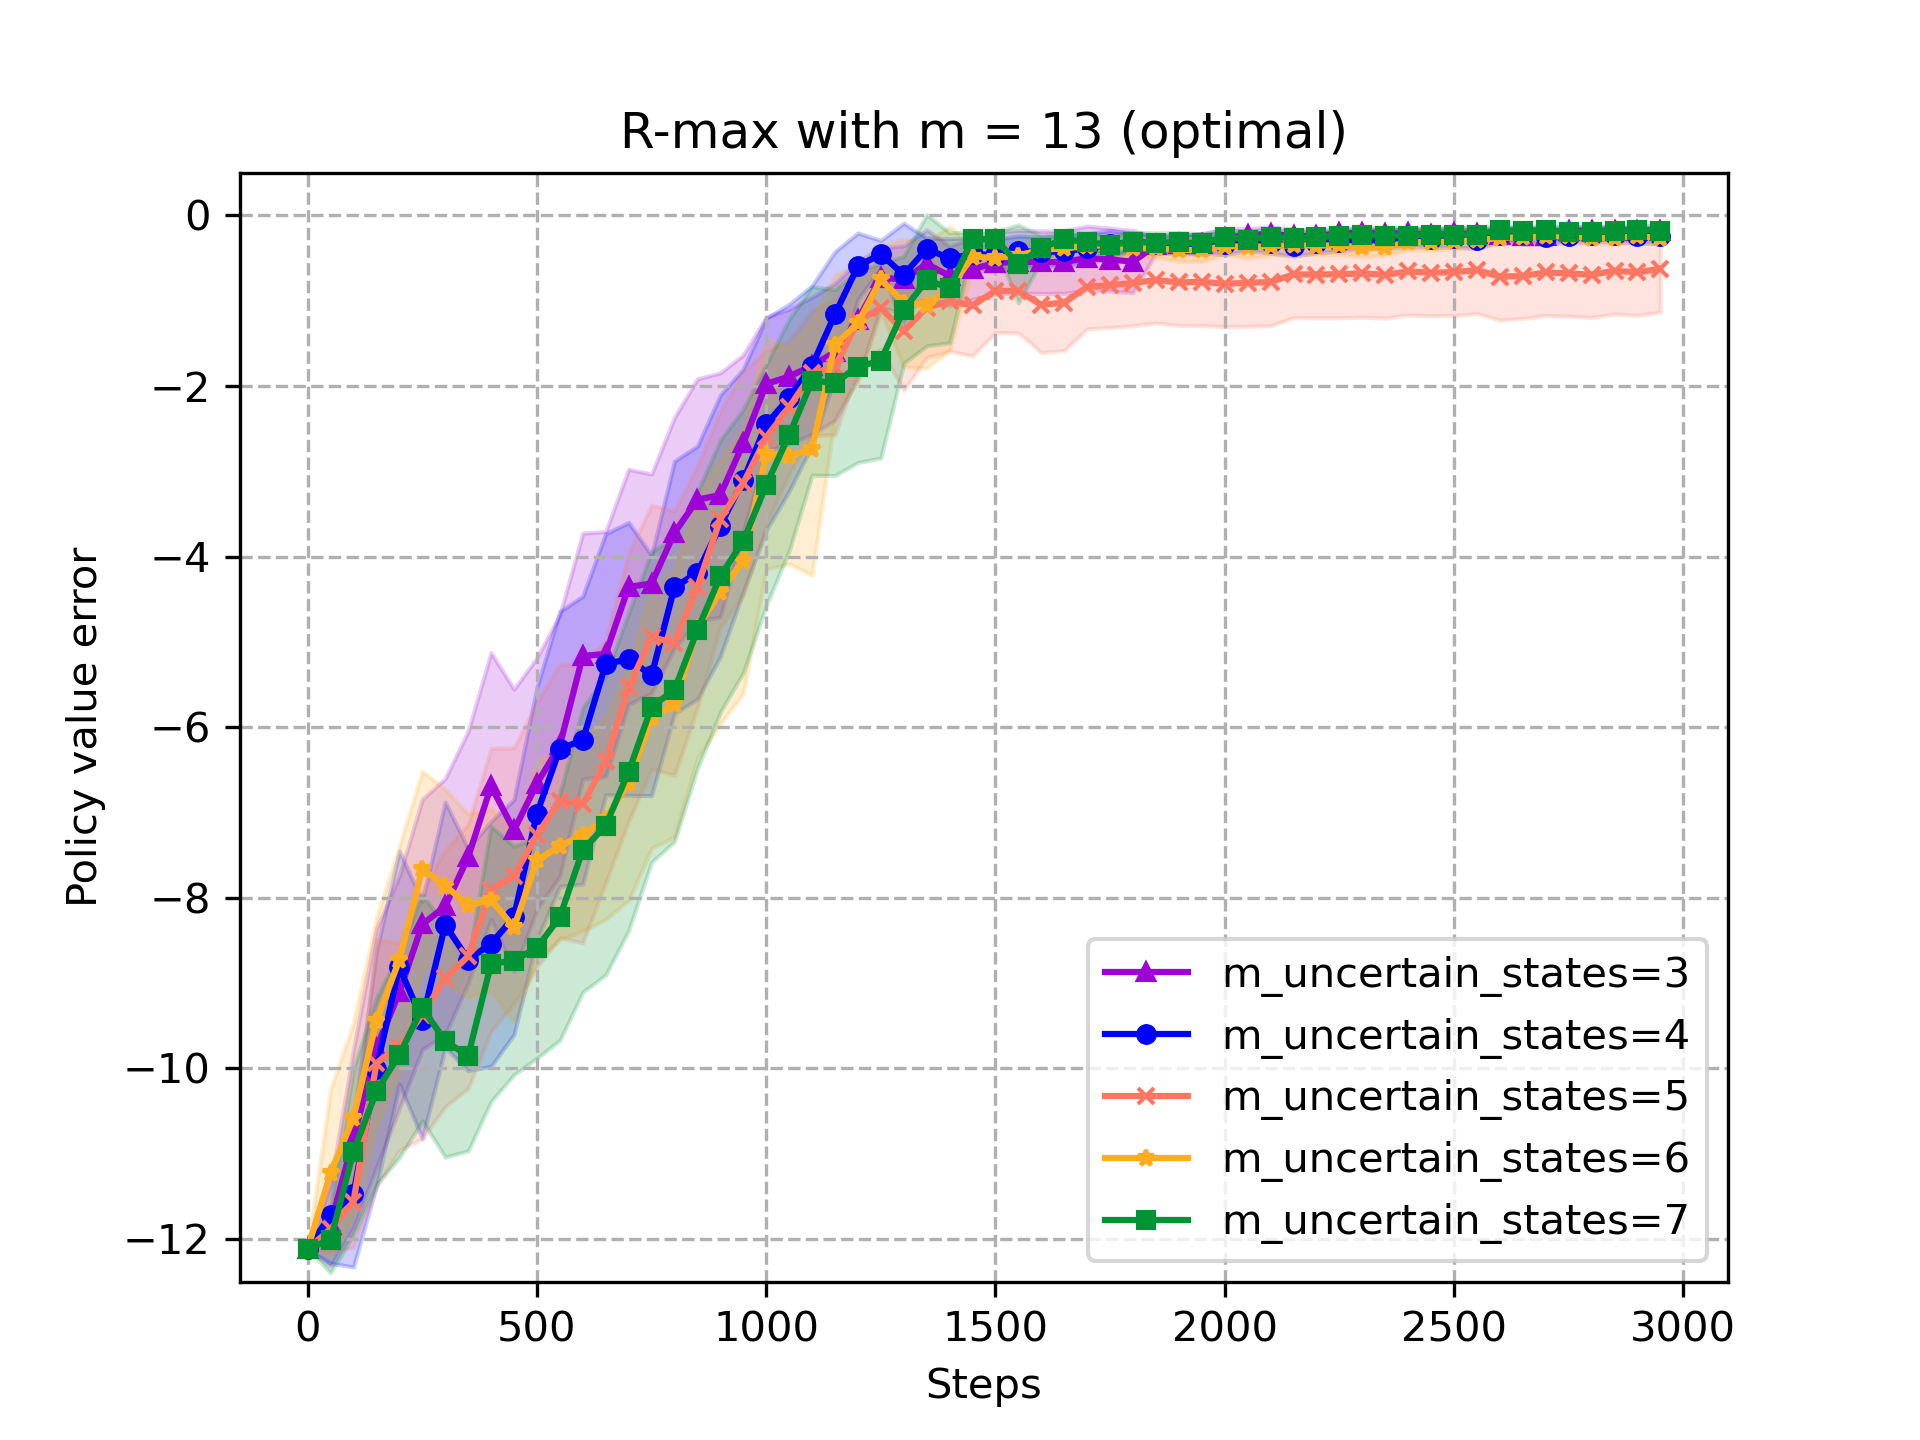 R-max with m = 13 (optimal)
Policy value error
0
−2
−4
−6
−8
−10
−12
m_uncertain_states=3
m_uncertain_states=4
m_uncertain_states=5
m_uncertain_states=6
m_uncertain_states=7
0 500 1000 1500 2000 2500 3000
Steps